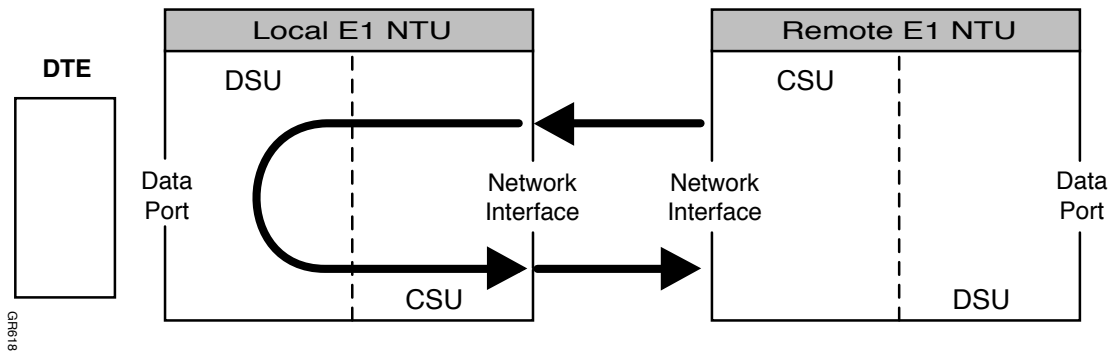 Local E1 NTU
Remote E1 NTU
DTE
DSU
CSU
Data
Port
Network
Interface
Network
Interface
Data
Port
CSU
DSU
GR618